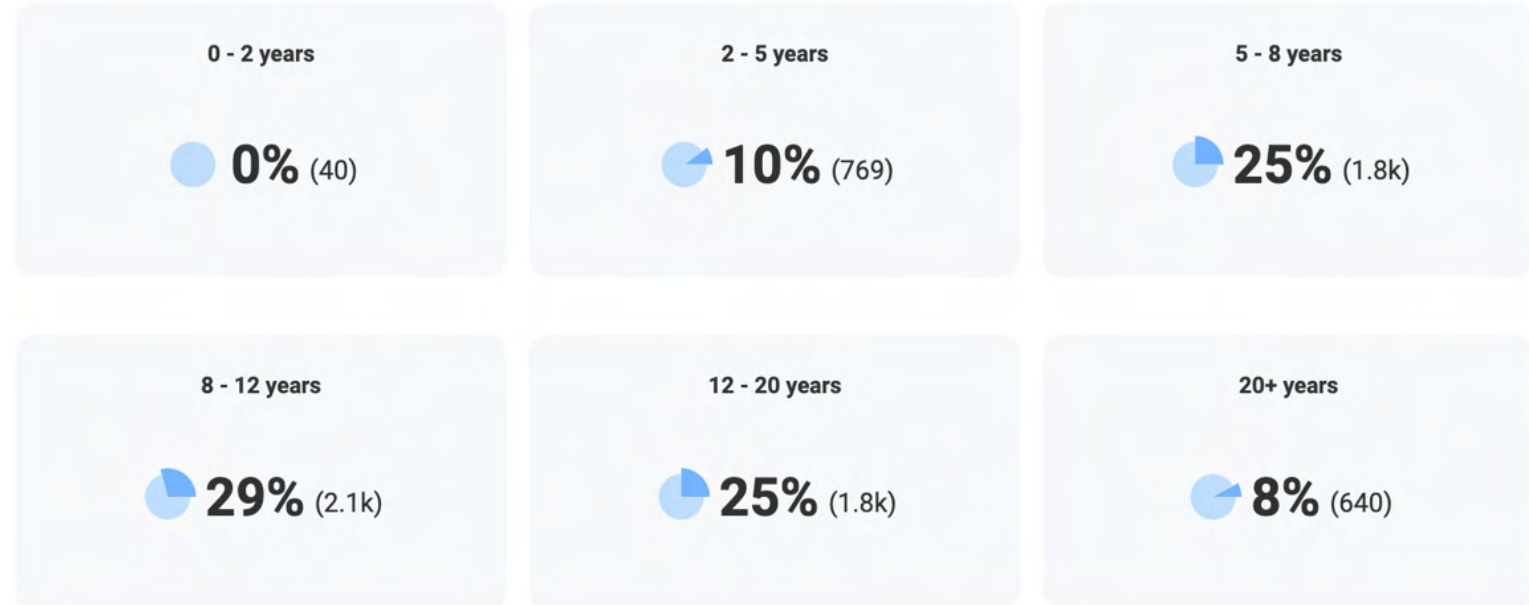 0 - 2 years
0% (40)
2 - 5 years
10% (769)
5 - 8 years
25% (1.8k)
8 - 12 years
29% (2.1k)
12 - 20 years
25% (1.8k)
20+ years
8% (640)